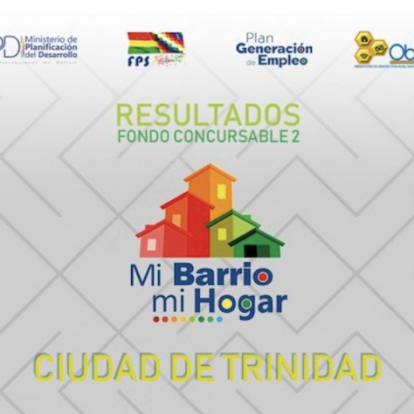 Ministerio de
Planificación
del Desarrollo
FPS
Plan
Generación
de Empleo
RESULTADOS
FONDO CONCURSABLE 2
Mi Barrio
mi Hogar
CIUDAD DE TRINIDAD